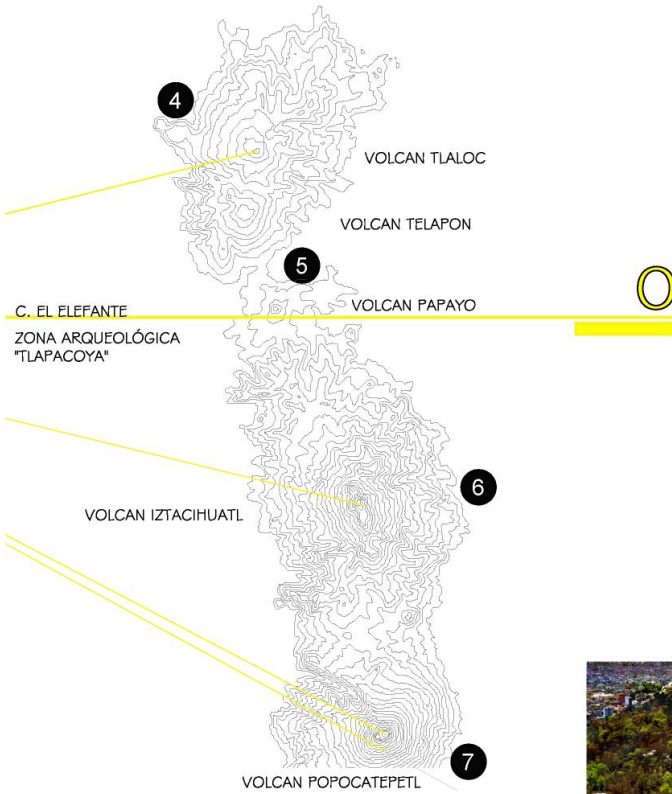 4
VOLCAN TLALOC
VOLCAN TELAPON
5
O
C. EL ELEFANTE
VOLCAN PAPAYO
ZONA ARQUEOLÓGICA
"TLAPACOYA"
6
VOLCAN IZTACIHUATL
7
VOLCAN POPOCATEPETL